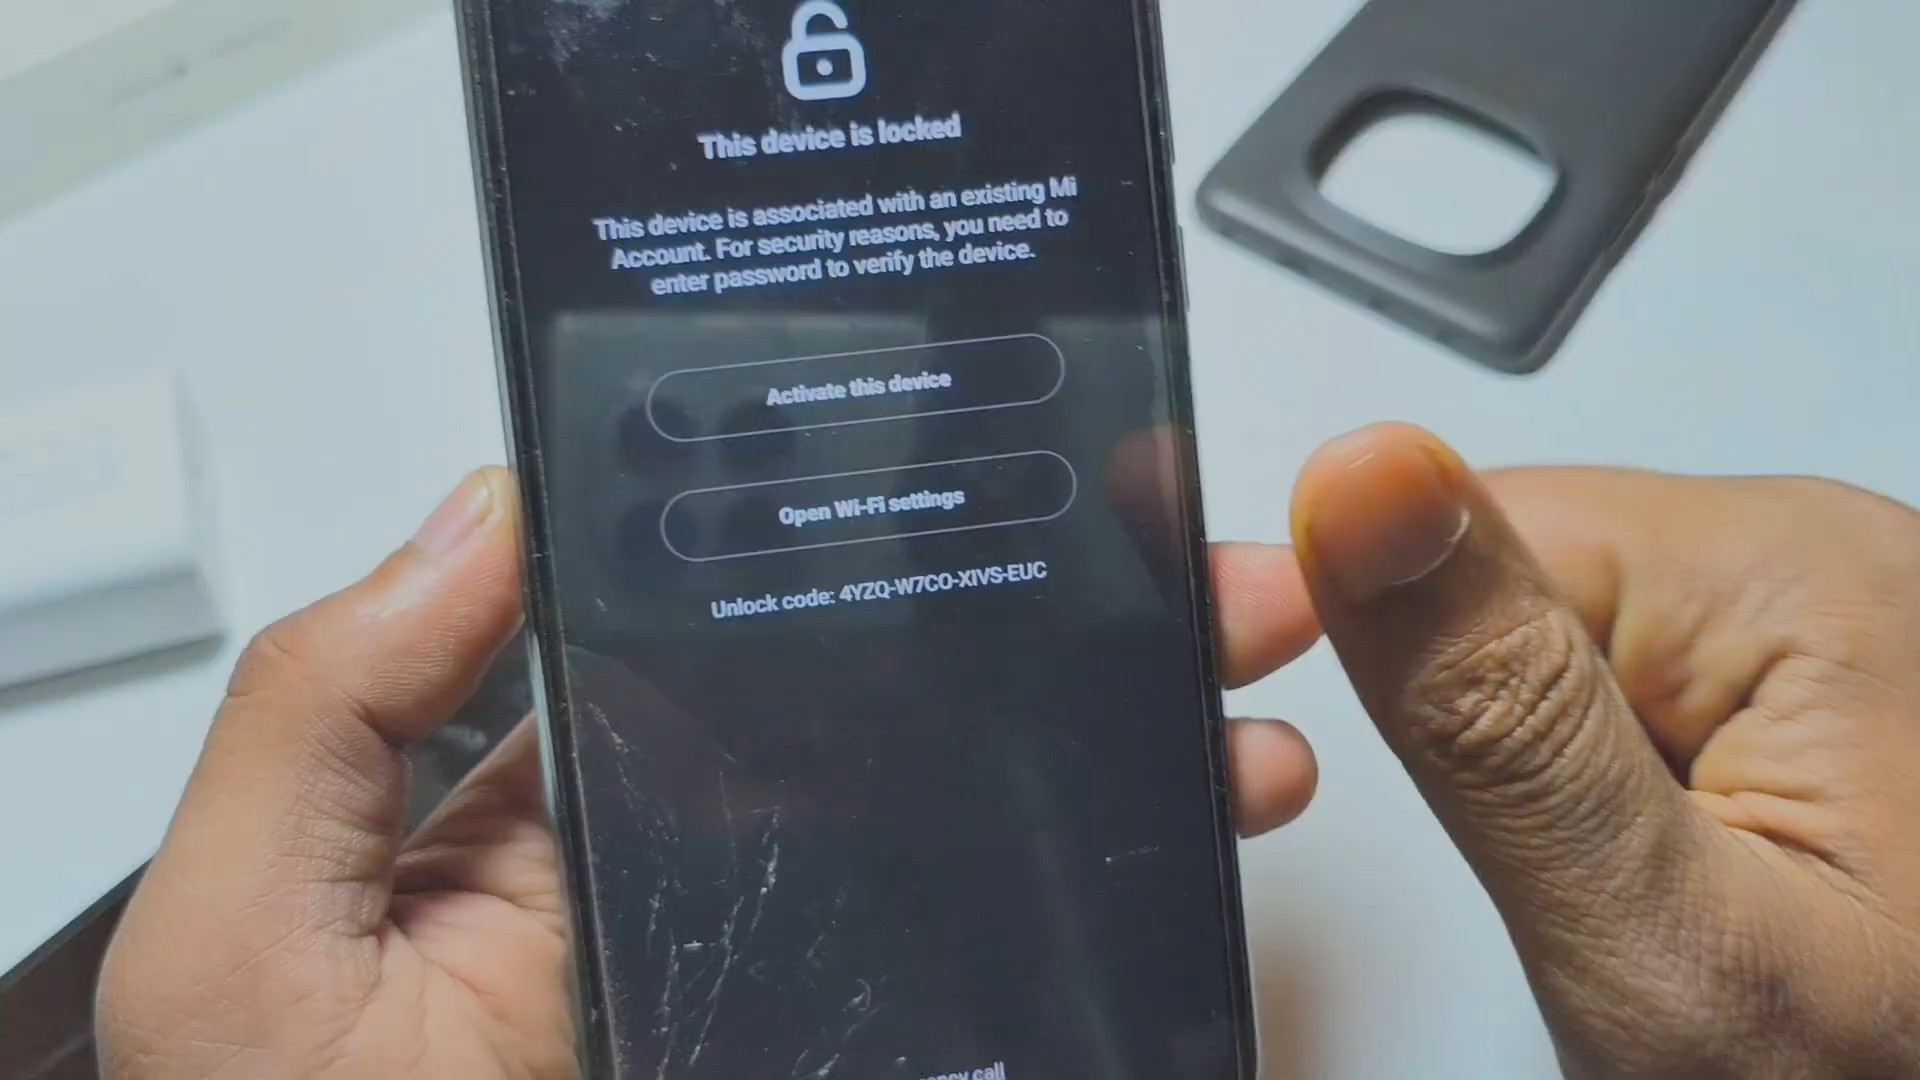 This device is locked
This device is associated with an existing Mi
Account. For security reasons, you need to
enter password to verify the device.
Activate this device
Open Wi-Fi settings
Unlock code: 4YZQ-W7CO-XIVS-EUC
call